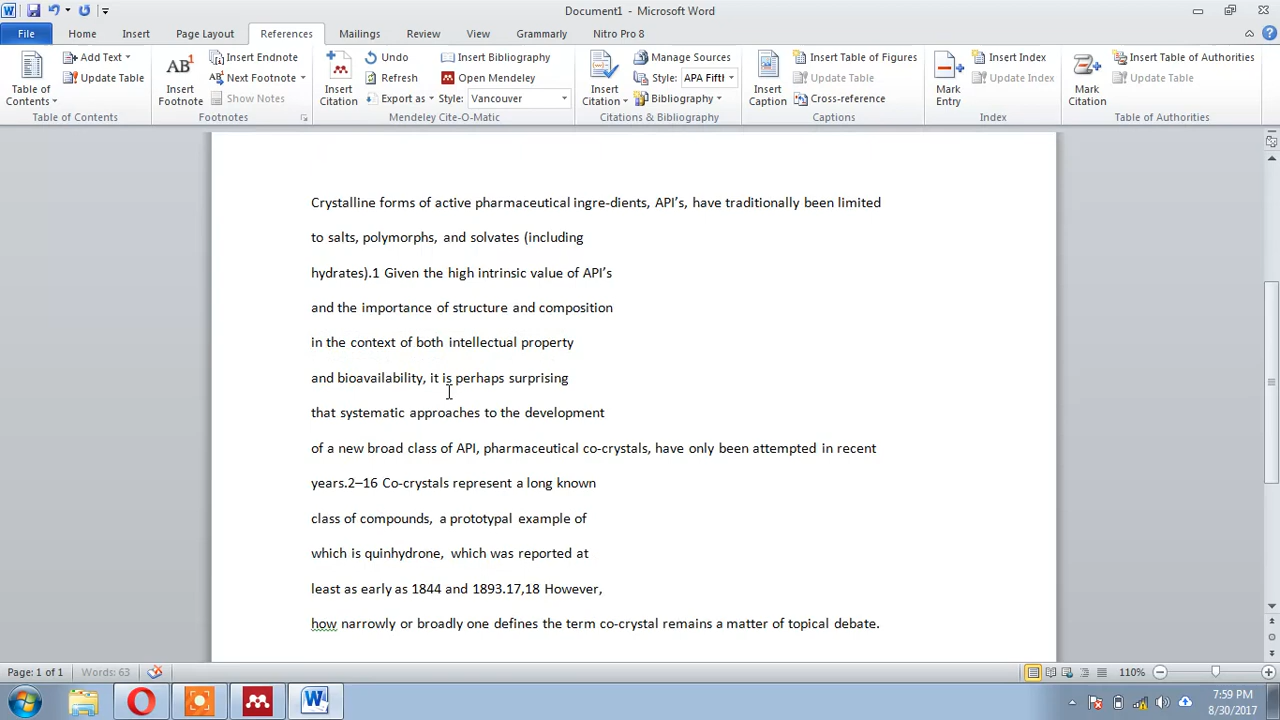 Document1 - Microsoft Word
File Home Insert Page Layout References Mailings Review View Grammarly Nitro Pro 8
Table of Contents
Add Text
Update Table
Table of Contents
AB1
Insert Footnote
Insert Endnote
Next Footnote
Show Notes
Footnotes
Insert Citation
Undo
Refresh
Export as
Insert Bibliography
Open Mendeley
Style: Vancouver
Mendeley Cite-O-Matic
Insert Citation
Manage Sources
Style: APA Fift
Bibliography
Citations & Bibliography
Insert Caption
Insert Table of Figures
Update Table
Cross-reference
Captions
Mark Entry
Insert Index
Update Index
Index
Mark Citation
Insert Table of Authorities
Update Table
Table of Authorities
Crystalline forms of active pharmaceutical ingre-dients, API’s, have traditionally been limited
to salts, polymorphs, and solvates (including
hydrates).1 Given the high intrinsic value of API’s
and the importance of structure and composition
in the context of both intellectual property
and bioavailability, it is perhaps surprising
that systematic approaches to the development
of a new broad class of API, pharmaceutical co-crystals, have only been attempted in recent
years.2–16 Co-crystals represent a long known
class of compounds, a prototypal example of
which is quinhydrone, which was reported at
least as early as 1844 and 1893.17,18 However,
how narrowly or broadly one defines the term co-crystal remains a matter of topical debate.
Page: 1 of 1 Words: 63 110%
7:59 PM
8/30/2017